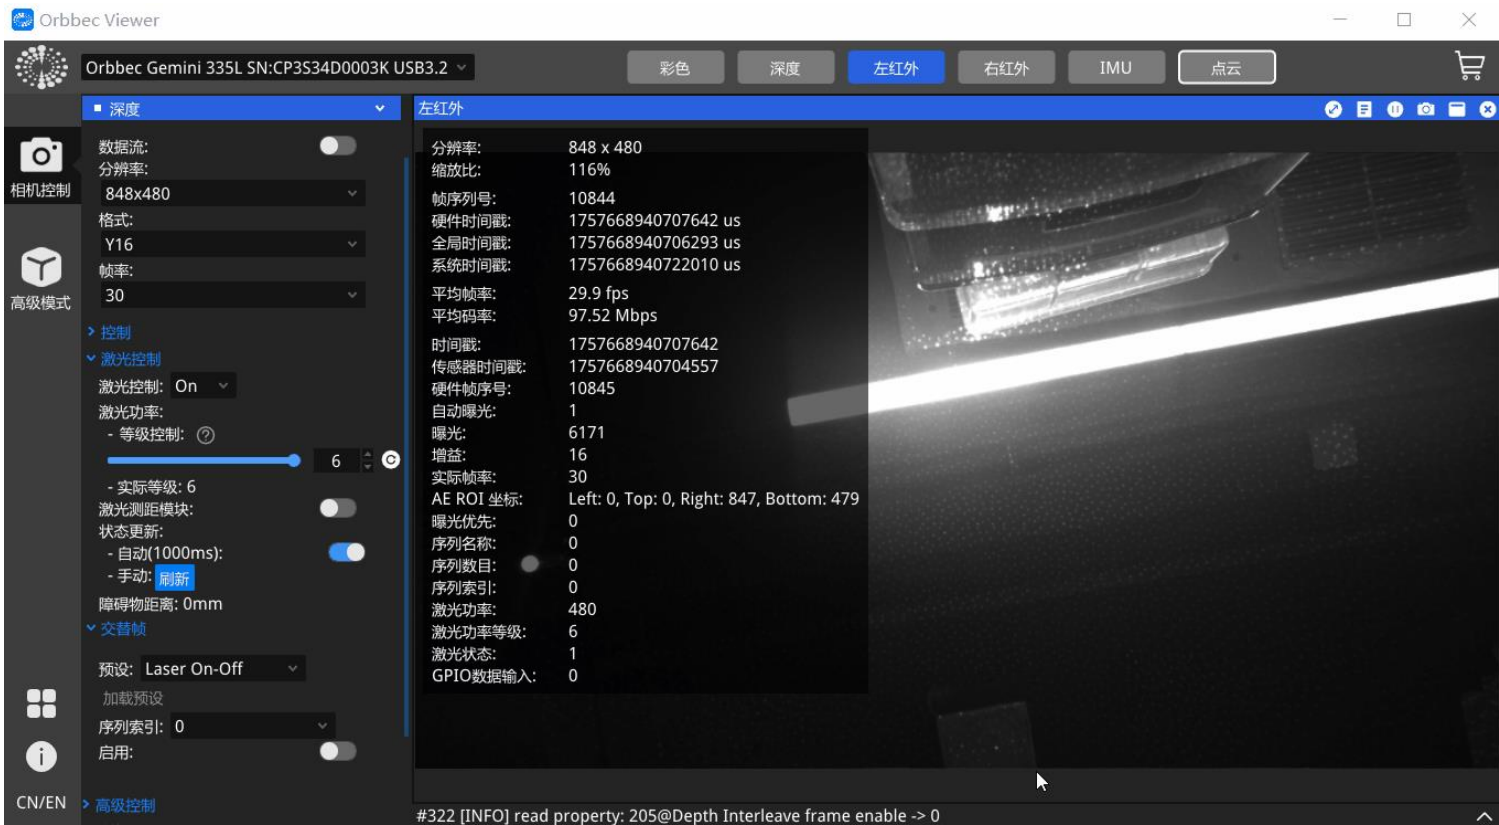 Orbbec Viewer
Orbbec Gemini 335L SN:CP3S34D0003K USB3.2
彩色
深度
左红外
右红外
IMU
点云
相机控制
高级模式
CN/EN
深度
数据流:
分辨率:
848x480
格式:
Y16
帧率:
30
控制
激光控制
激光控制: On
激光功率:
- 等级控制: ?
6
- 实际等级: 6
激光测距模块:
状态更新:
- 自动(1000ms):
- 手动: 刷新
障碍物距离: 0mm
交替帧
预设: Laser On-Off
加载预设
序列索引: 0
启用:
高级控制
左红外
分辨率: 848 x 480
缩放比: 116%
帧序列号: 10844
硬件时间戳: 1757668940707642 us
全局时间戳: 1757668940706293 us
系统时间戳: 1757668940722010 us
平均帧率: 29.9 fps
平均码率: 97.52 Mbps
时间戳: 1757668940707642
传感器时间戳: 1757668940704557
硬件帧序号: 10845
自动曝光: 1
曝光: 6171
增益: 16
实际帧率: 30
AE ROI 坐标: Left: 0, Top: 0, Right: 847, Bottom: 479
曝光优先: 0
序列名称: 0
序列数目: 0
序列索引: 0
激光功率: 480
激光功率等级: 6
激光状态: 1
GPIO数据输入: 0
#322 [INFO] read property: 205@Depth Interleave frame enable -> 0